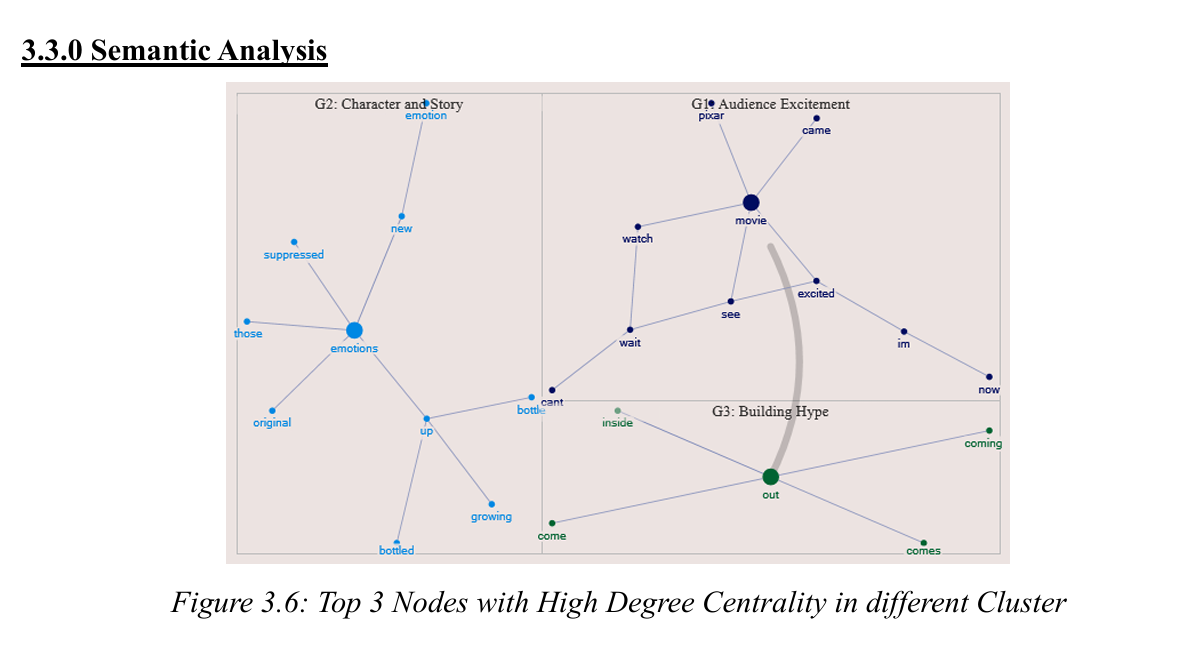 3.3.0 Semantic Analysis
G2: Character and Story
emotion
new
suppressed
those
emotions
original
up
bottle
growing
bottled
G1: Audience Excitement
pixar
came
movie
watch
excited
see
wait
im
now
cant
G3: Building Hype
inside
coming
out
come
comes
Figure 3.6: Top 3 Nodes with High Degree Centrality in different Cluster